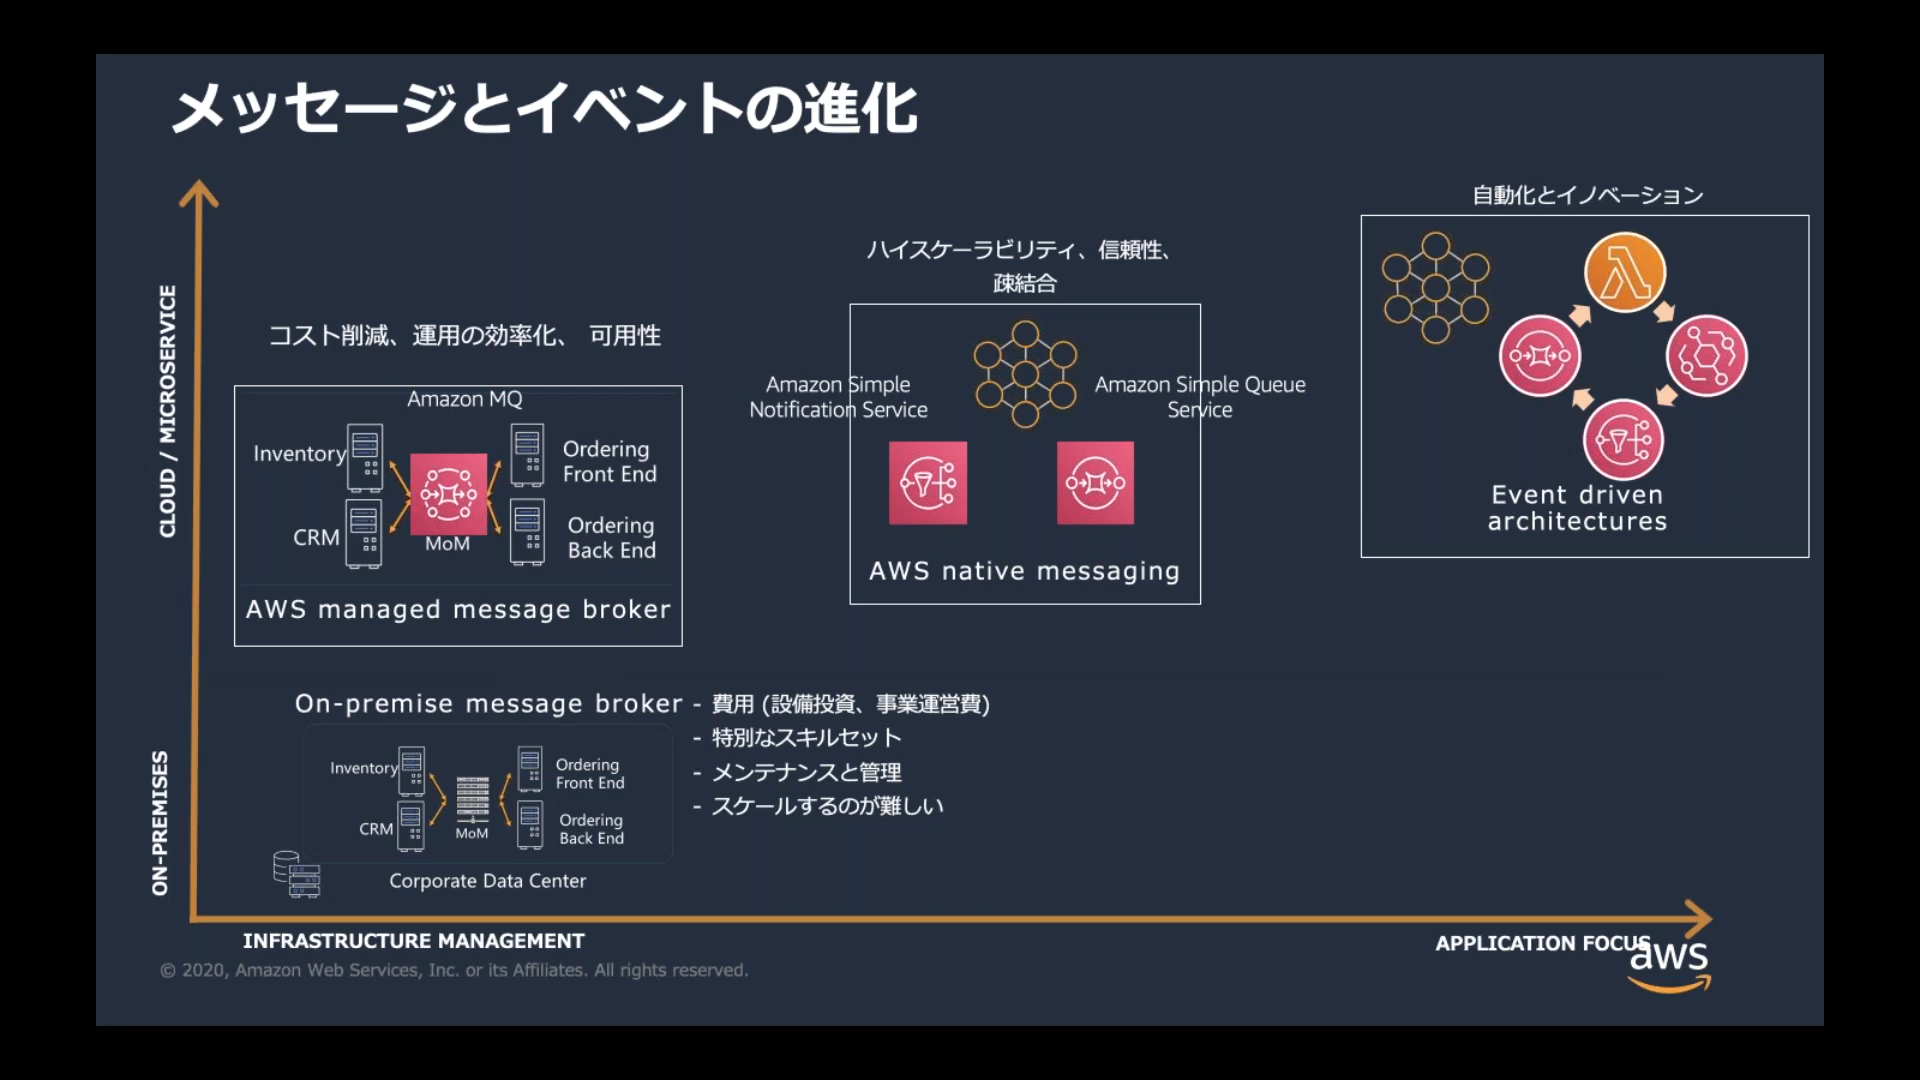 メッセージとイベントの進化
自動化とイノベーション
ハイスケーラビリティ、信頼性、
疎結合
コスト削減、運用の効率化、 可用性
CLOUD / MICROSERVICE
Amazon MQ
Inventory
CRM
MoM
Ordering
Front End
Ordering
Back End
AWS managed message broker
Amazon Simple
Notification Service
Amazon Simple Queue
Service
AWS native messaging
Event driven
architectures
On-premise message broker
- 費用 (設備投資、事業運営費)
- 特別なスキルセット
- メンテナンスと管理
- スケールするのが難しい
ON-PREMISES
Inventory
CRM
MoM
Ordering
Front End
Ordering
Back End
Corporate Data Center
INFRASTRUCTURE MANAGEMENT
APPLICATION FOCUS
© 2020, Amazon Web Services, Inc. or its Affiliates. All rights reserved.
aws